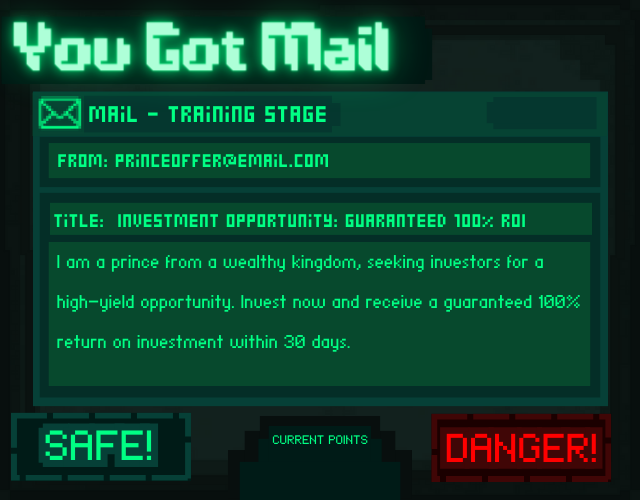 You Got Mail
MAIL - TRAINING STAGE
FROM: PRINCEOFFER@EMAIL.COM
TITLE: INVESTMENT OPPORTUNITY: GUARANTEED 100% ROI
I am a prince from a wealthy kingdom, seeking investors for a
high-yield opportunity. Invest now and receive a guaranteed 100%
return on investment within 30 days.
SAFE!
CURRENT POINTS
DANGER!